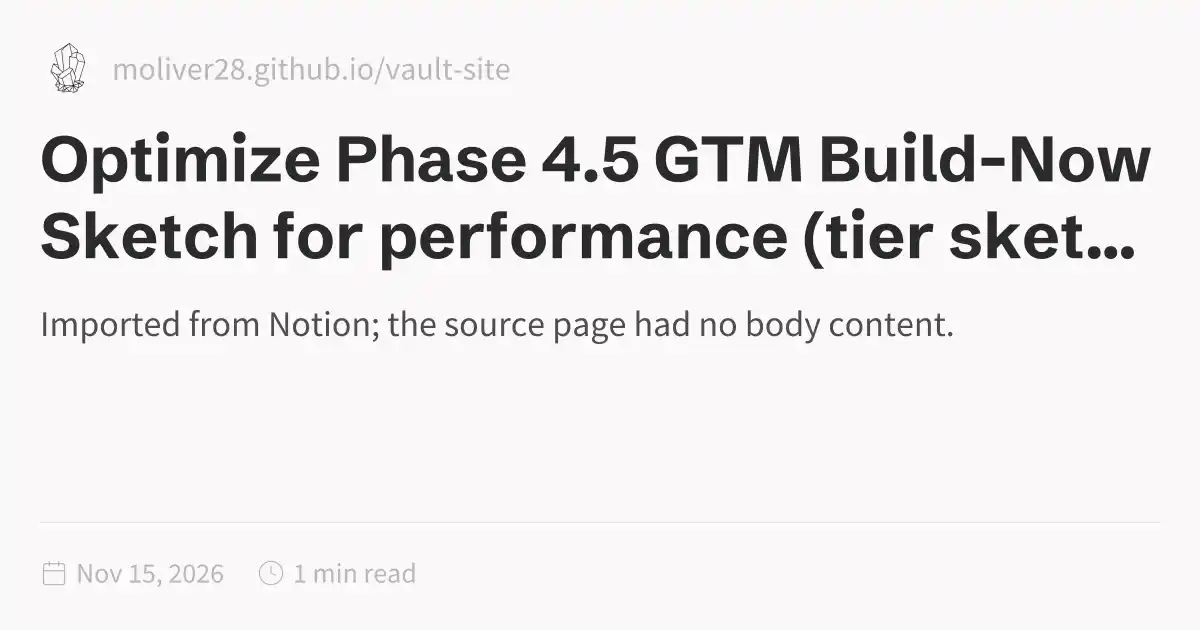 moliver28.github.io/vault-site
Optimize Phase 4.5 GTM Build-Now
Sketch for performance (tier sket...
Imported from Notion; the source page had no body content.
Nov 15, 2026 1 min read